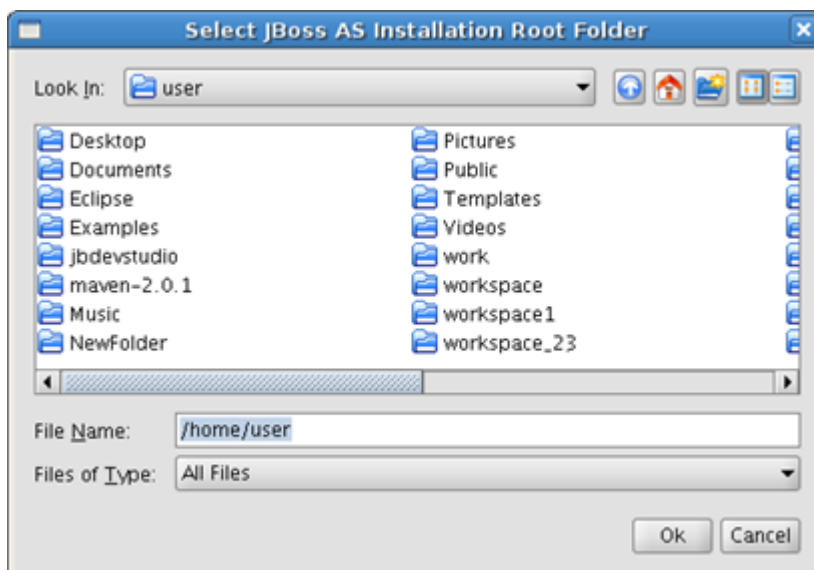 Select JBoss AS Installation Root Folder
Look In: user
Desktop
Documents
Eclipse
Examples
jbdevstudio
maven-2.0.1
Music
NewFolder
Pictures
Public
Templates
Videos
work
workspace
workspace1
workspace_23
File Name: /home/user
Files of Type: All Files
Ok Cancel